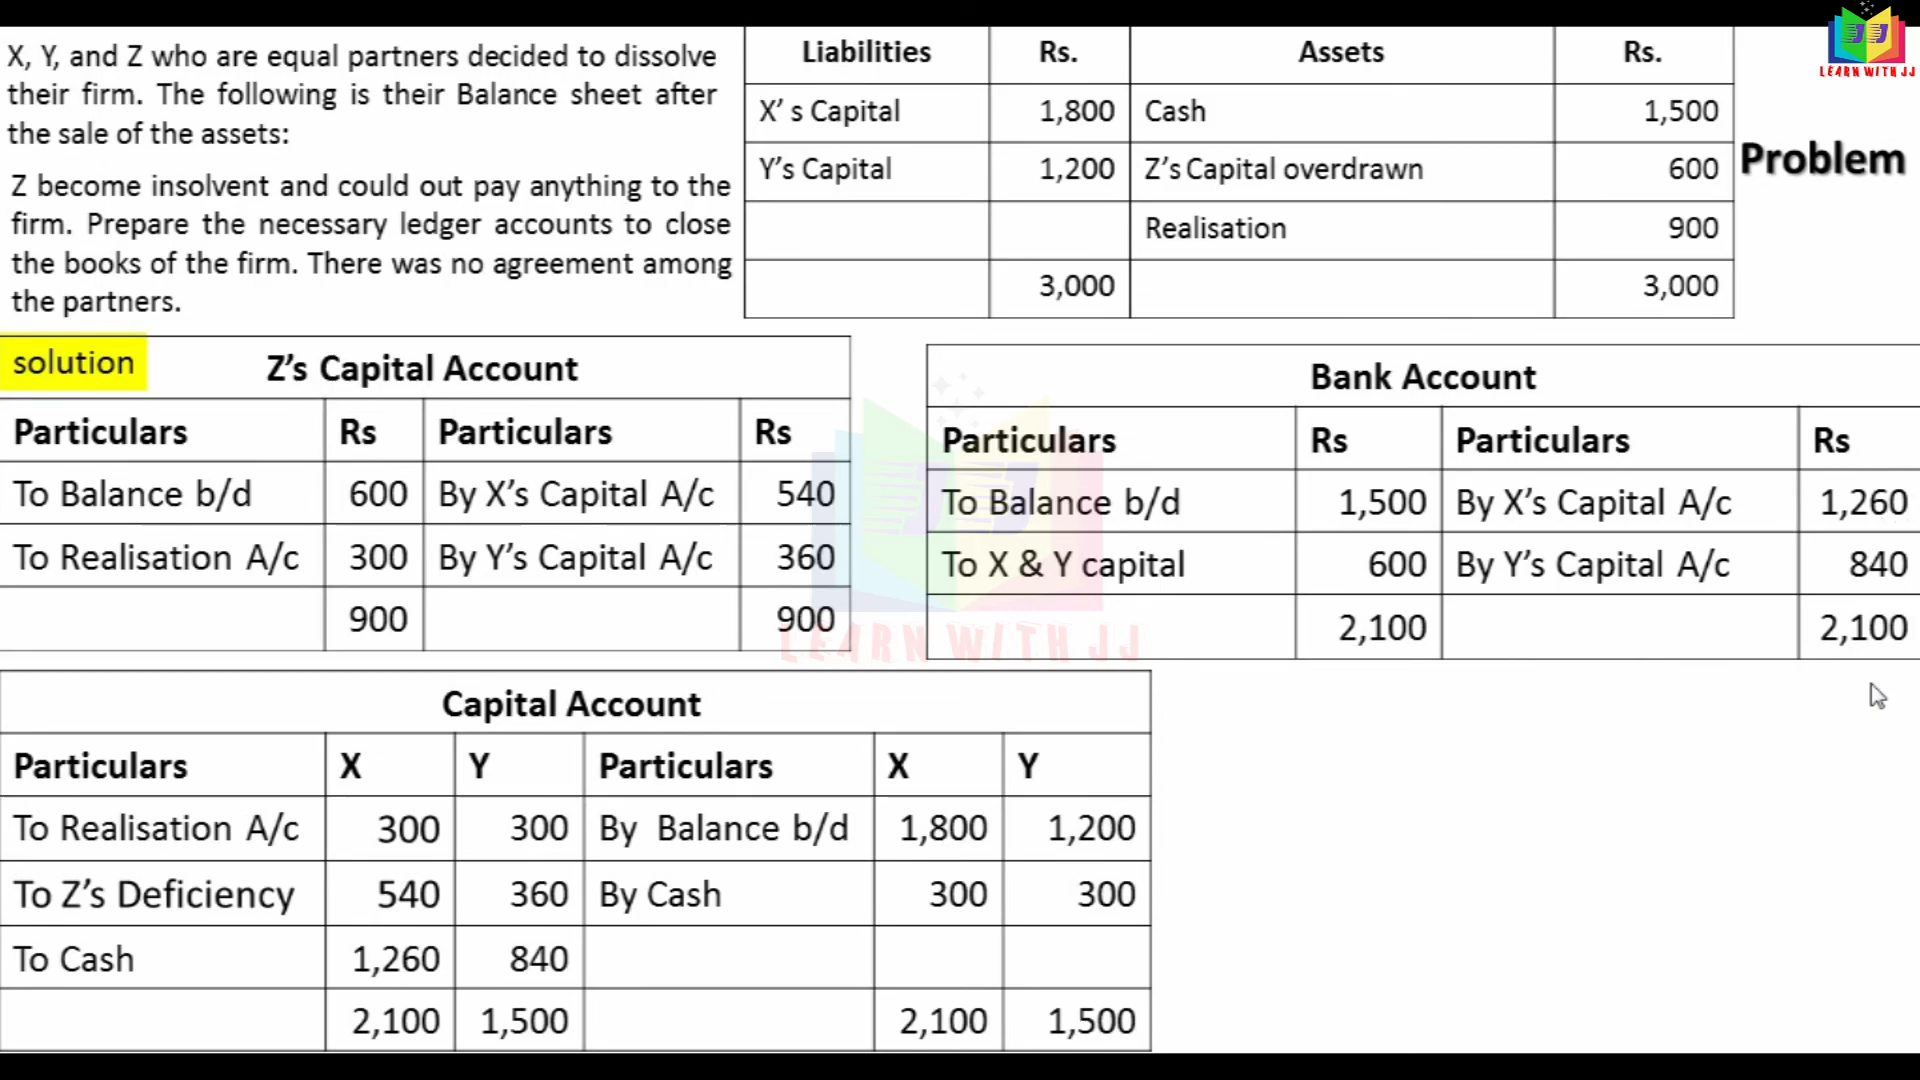 X, Y, and Z who are equal partners decided to dissolve
their firm. The following is their Balance sheet after
the sale of the assets:
Z become insolvent and could out pay anything to the
firm. Prepare the necessary ledger accounts to close
the books of the firm. There was no agreement among
the partners.
Liabilities Rs. Assets Rs.
X' s Capital 1,800 Cash 1,500
Y's Capital 1,200 Z's Capital overdrawn 600
Realisation 900
3,000 3,000
Problem
JJ
LEARN WITH JJ
solution
Z's Capital Account
Particulars Rs Particulars Rs
To Balance b/d 600 By X's Capital A/c 540
To Realisation A/c 300 By Y's Capital A/c 360
900 900
Bank Account
Particulars Rs Particulars Rs
To Balance b/d 1,500 By X's Capital A/c 1,260
To X & Y capital 600 By Y's Capital A/c 840
2,100 2,100
JJ
LEARN WITH JJ
Capital Account
Particulars X Y Particulars X Y
To Realisation A/c 300 300 By Balance b/d 1,800 1,200
To Z's Deficiency 540 360 By Cash 300 300
To Cash 1,260 840
2,100 1,500 2,100 1,500